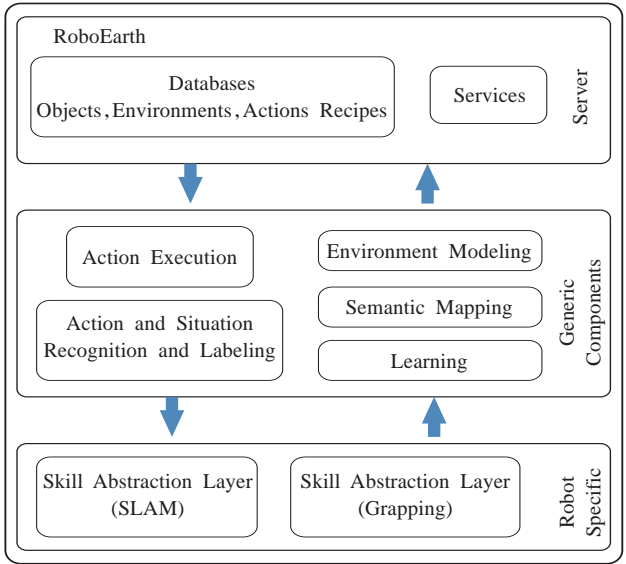 RoboEarth
Databases
Objects,Environments,Actions Recipes
Services
Server
Action Execution
Action and Situation
Recognition and Labeling
Environment Modeling
Semantic Mapping
Learning
Generic
Components
Skill Abstraction Layer
(SLAM)
Skill Abstraction Layer
(Grapping)
Robot
Specific